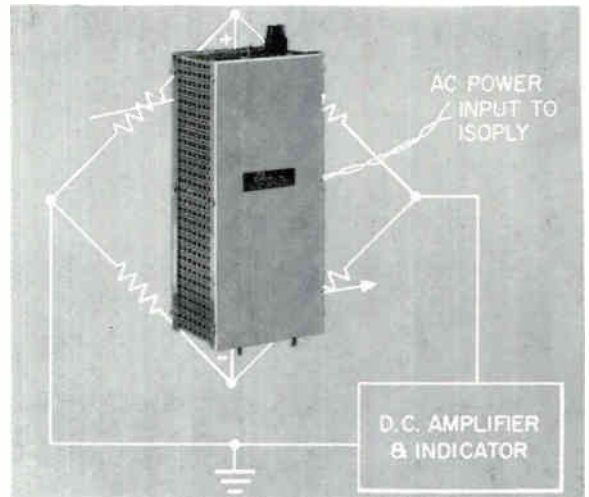 +
AC POWER
INPUT TO
ISOPLY
-
D.C. AMPLIFIER
& INDICATOR